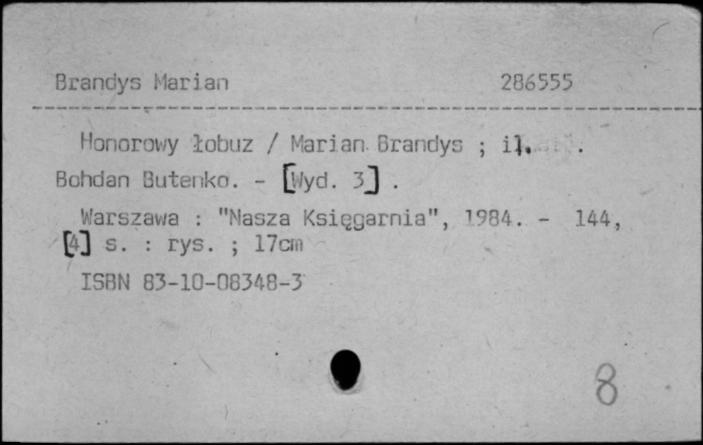 Brandys Marian 286555
Honorowy łobuz / Marian Brandys ; il. .
Bohdan Butenko. - [Wyd. 3] .
Warszawa : "Nasza Księgarnia", 1984. - 144,
[4] s. : rys. ; 17cm
ISBN 83-10-08348-3
8